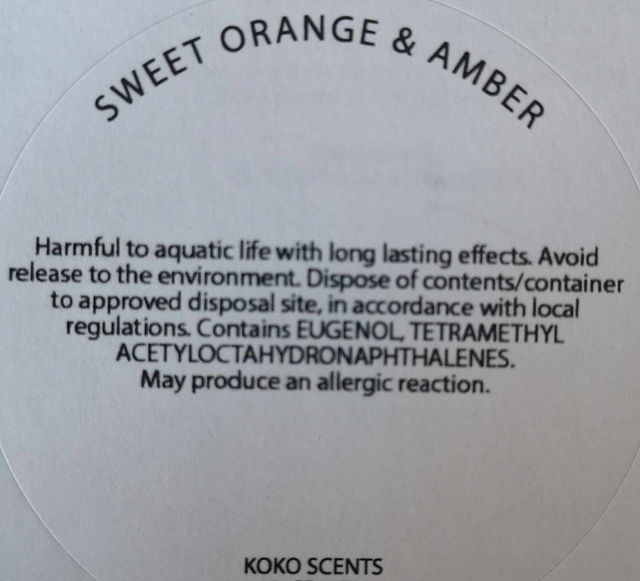 SWEET ORANGE & AMBER
Harmful to aquatic life with long lasting effects. Avoid
release to the environment. Dispose of contents/container
to approved disposal site, in accordance with local
regulations. Contains EUGENOL, TETRAMETHYL
ACETYLOCTAHYDRONAPHTHALENES.
May produce an allergic reaction.
KOKO SCENTS